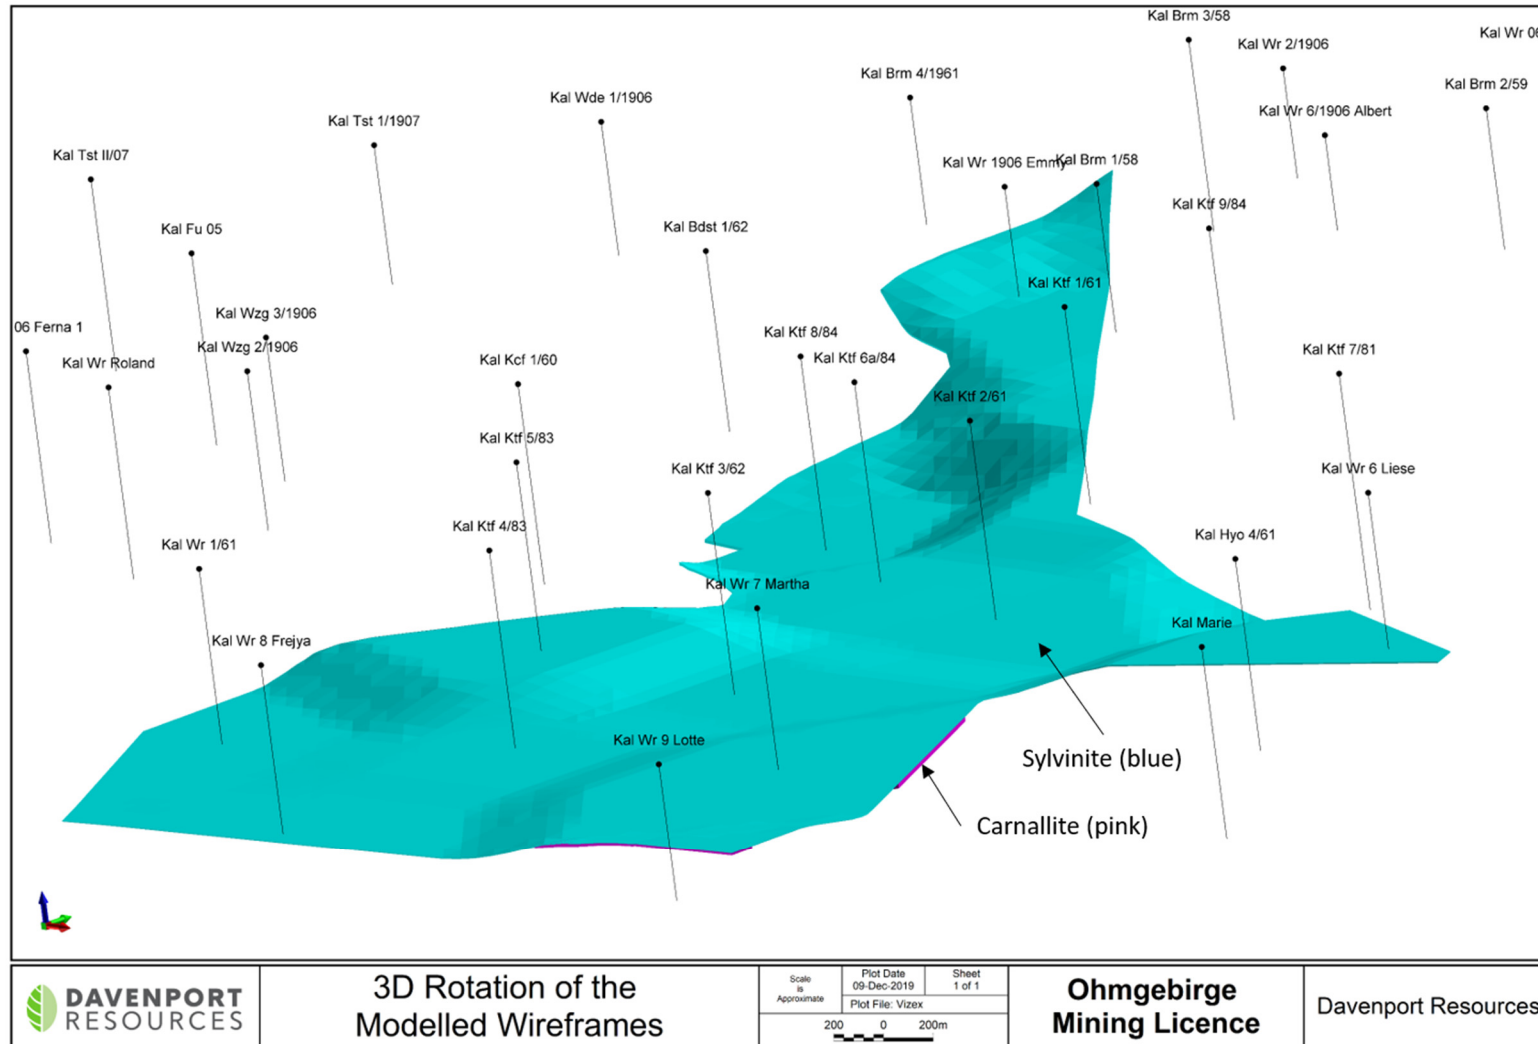 Kal Brm 3/58
Kal Wr 06
Kal Wr 2/1906
Kal Brm 4/1961
Kal Brm 2/59
Kal Wde 1/1906
Kal Wr 6/1906 Albert
Kal Tst 1/1907
Kal Tst II/07
Kal Wr 1906 Emmy
Kal Brm 1/58
Kal Ktf 9/84
Kal Fu 05
Kal Bdst 1/62
Kal Ktf 1/61
Kal Wzg 3/1906
06 Ferna 1
Kal Ktf 8/84
Kal Wzg 2/1906
Kal Ktf 7/81
Kal Wr Roland
Kal Kcf 1/60
Kal Ktf 6a/84
Kal Ktf 2/61
Kal Ktf 5/83
Kal Ktf 3/62
Kal Wr 6 Liese
Kal Ktf 4/83
Kal Hyo 4/61
Kal Wr 1/61
Kal Wr 7 Martha
Kal Marie
Kal Wr 8 Frejya
Kal Wr 9 Lotte
Sylvinite (blue)
Carnallite (pink)
DAVENPORT
RESOURCES
3D Rotation of the
Modelled Wireframes
Scale
is
Approximate
Plot Date
09-Dec-2019
Sheet
1 of 1
Plot File: Vizex
200 0 200m
Ohmgebirge
Mining Licence
Davenport Resources